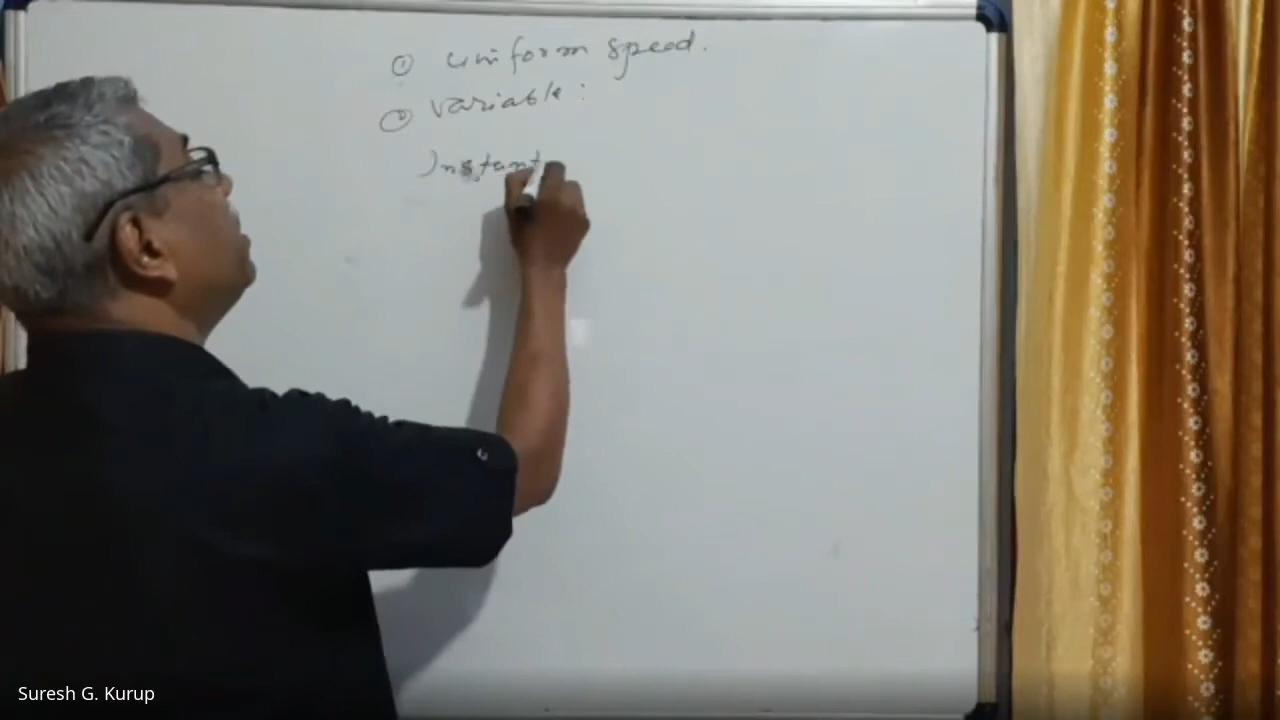 ① uniform speed.
② variable :
Instant
Suresh G. Kurup